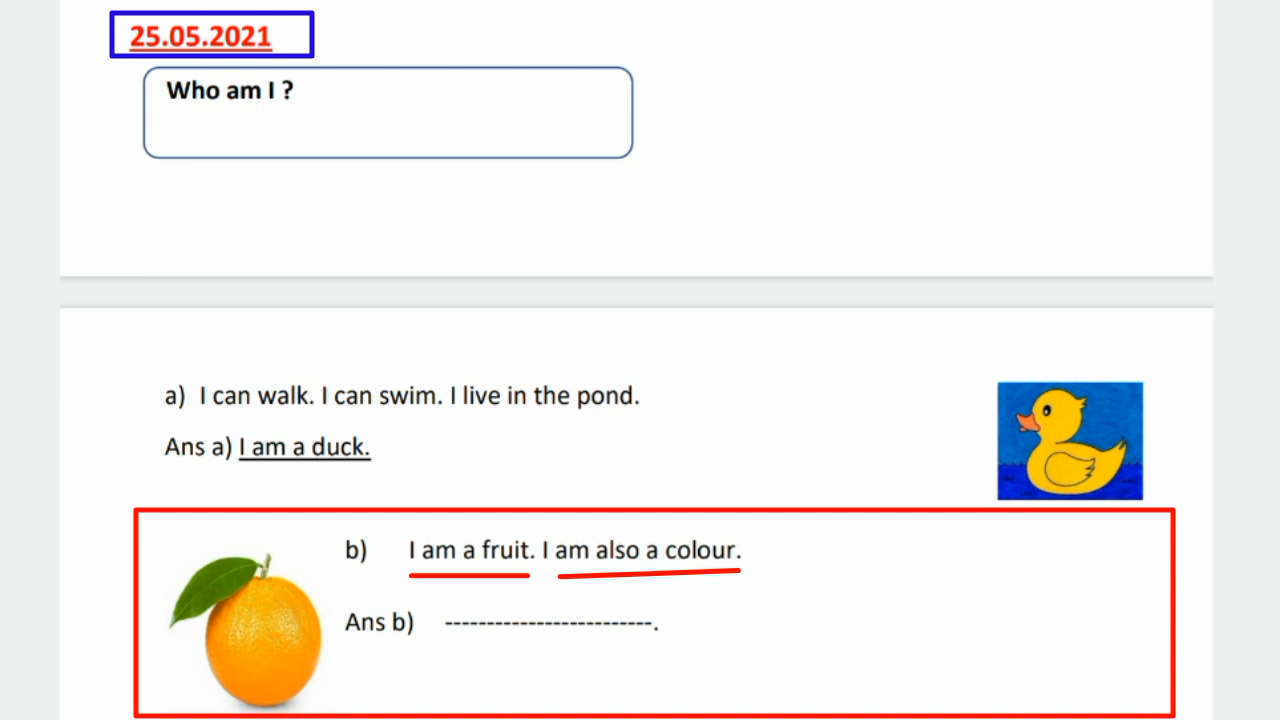 25.05.2021
Who am I ?
a) I can walk. I can swim. I live in the pond.
Ans a) I am a duck.
b) I am a fruit. I am also a colour.
Ans b) -------------------------.